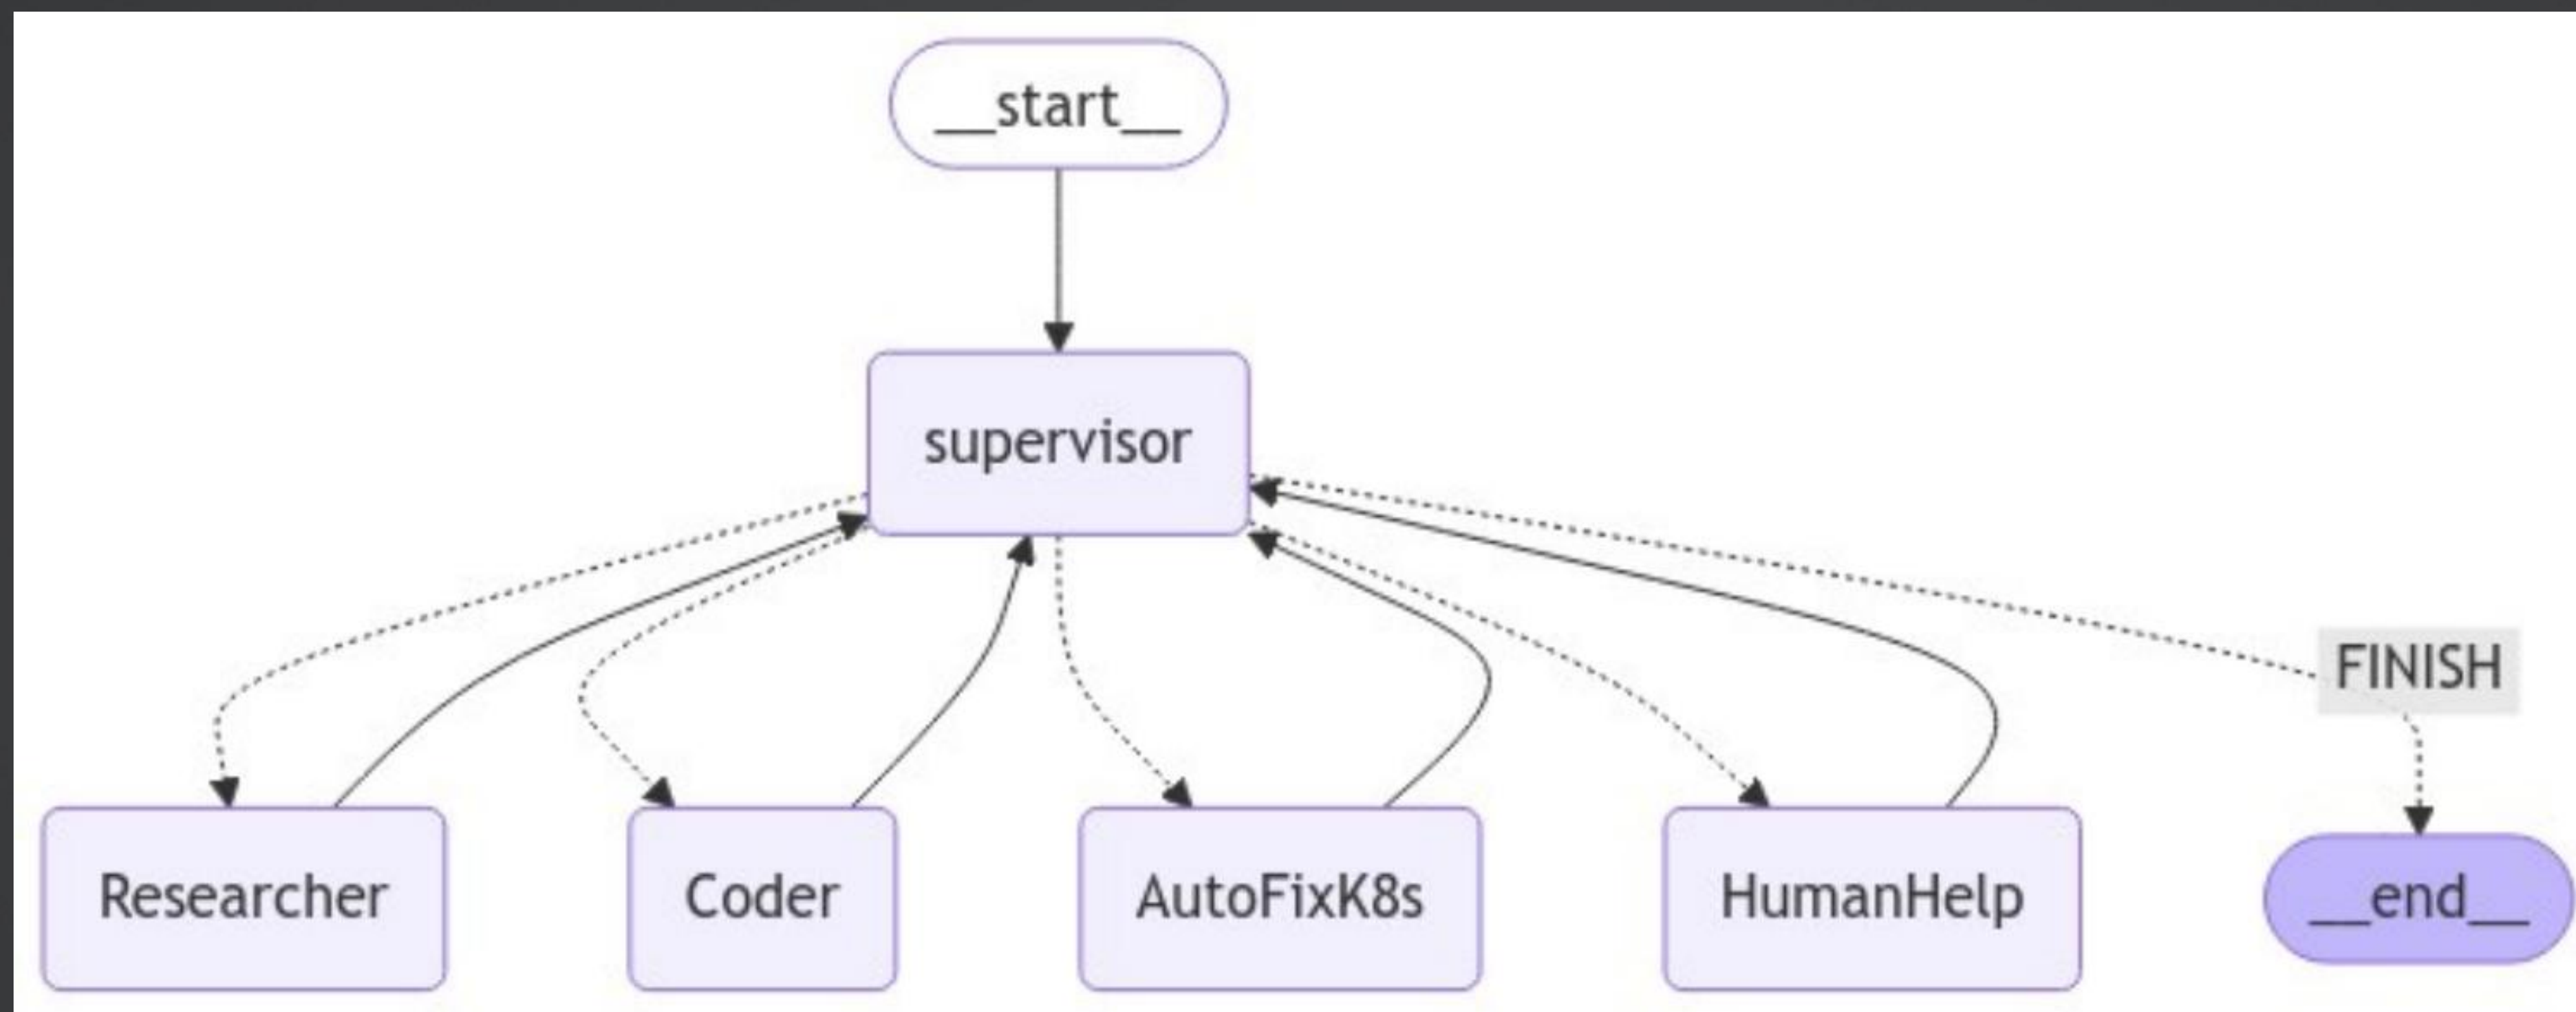 __start__
supervisor
FINISH
Researcher
Coder
AutoFixK8s
HumanHelp
__end__